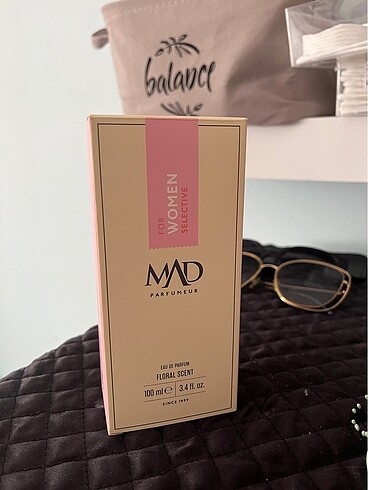 balance
FOR
WOMEN
SELECTIVE
MAD
PARFUMEUR
EAU DE PARFUM
FLORAL SCENT
100 ml ℮ 3.4 fl. oz.
SINCE 1999